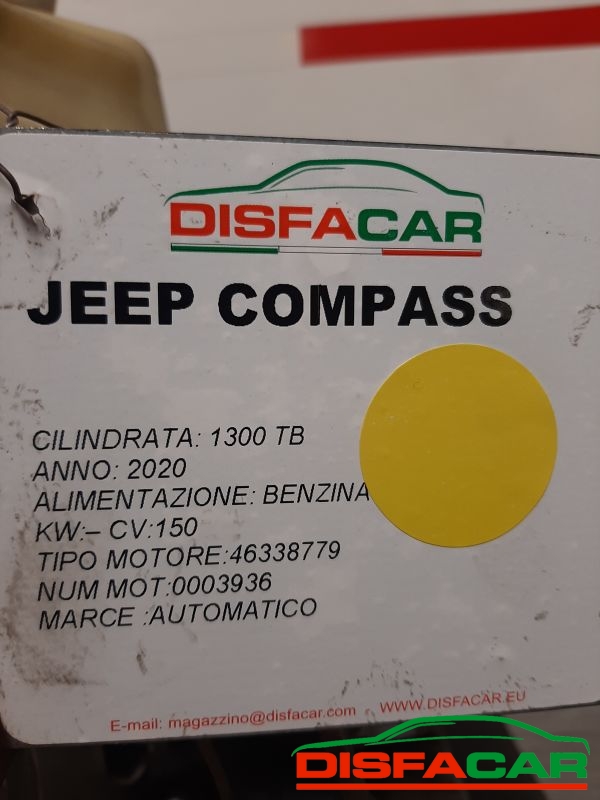 DISFACAR
JEEP COMPASS
CILINDRATA: 1300 TB
ANNO: 2020
ALIMENTAZIONE: BENZINA
KW:– CV:150
TIPO MOTORE:46338779
NUM MOT:0003936
MARCE :AUTOMATICO
E-mail: magazzino@disfacar.com - WWW.DISFACAR.EU
DISFACAR